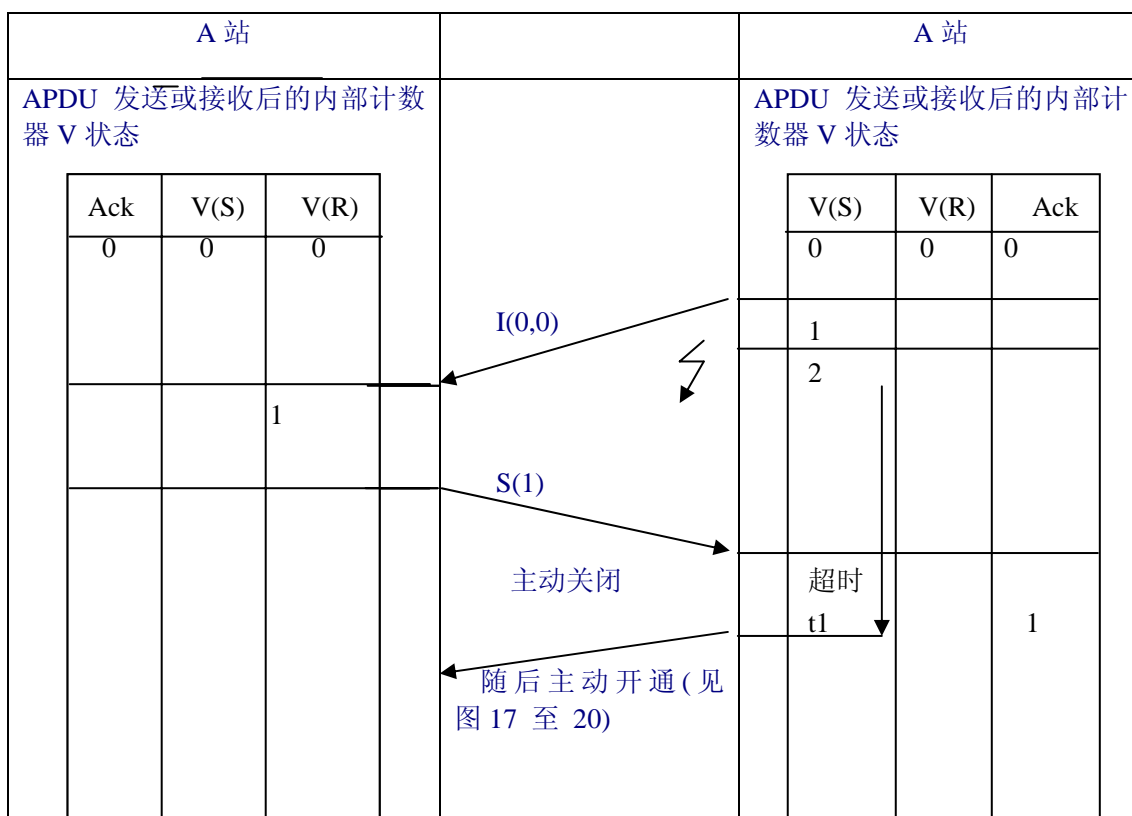 A 站
A 站
APDU 发送或接收后的内部计数
器 V 状态
APDU 发送或接收后的内部计
数器 V 状态
Ack V(S) V(R)
V(S) V(R) Ack
0 0 0
0 0 0
I(0,0)
1
2
1
S(1)
主动关闭
超时
t1 1
随后主动开通(见
图 17 至 20)